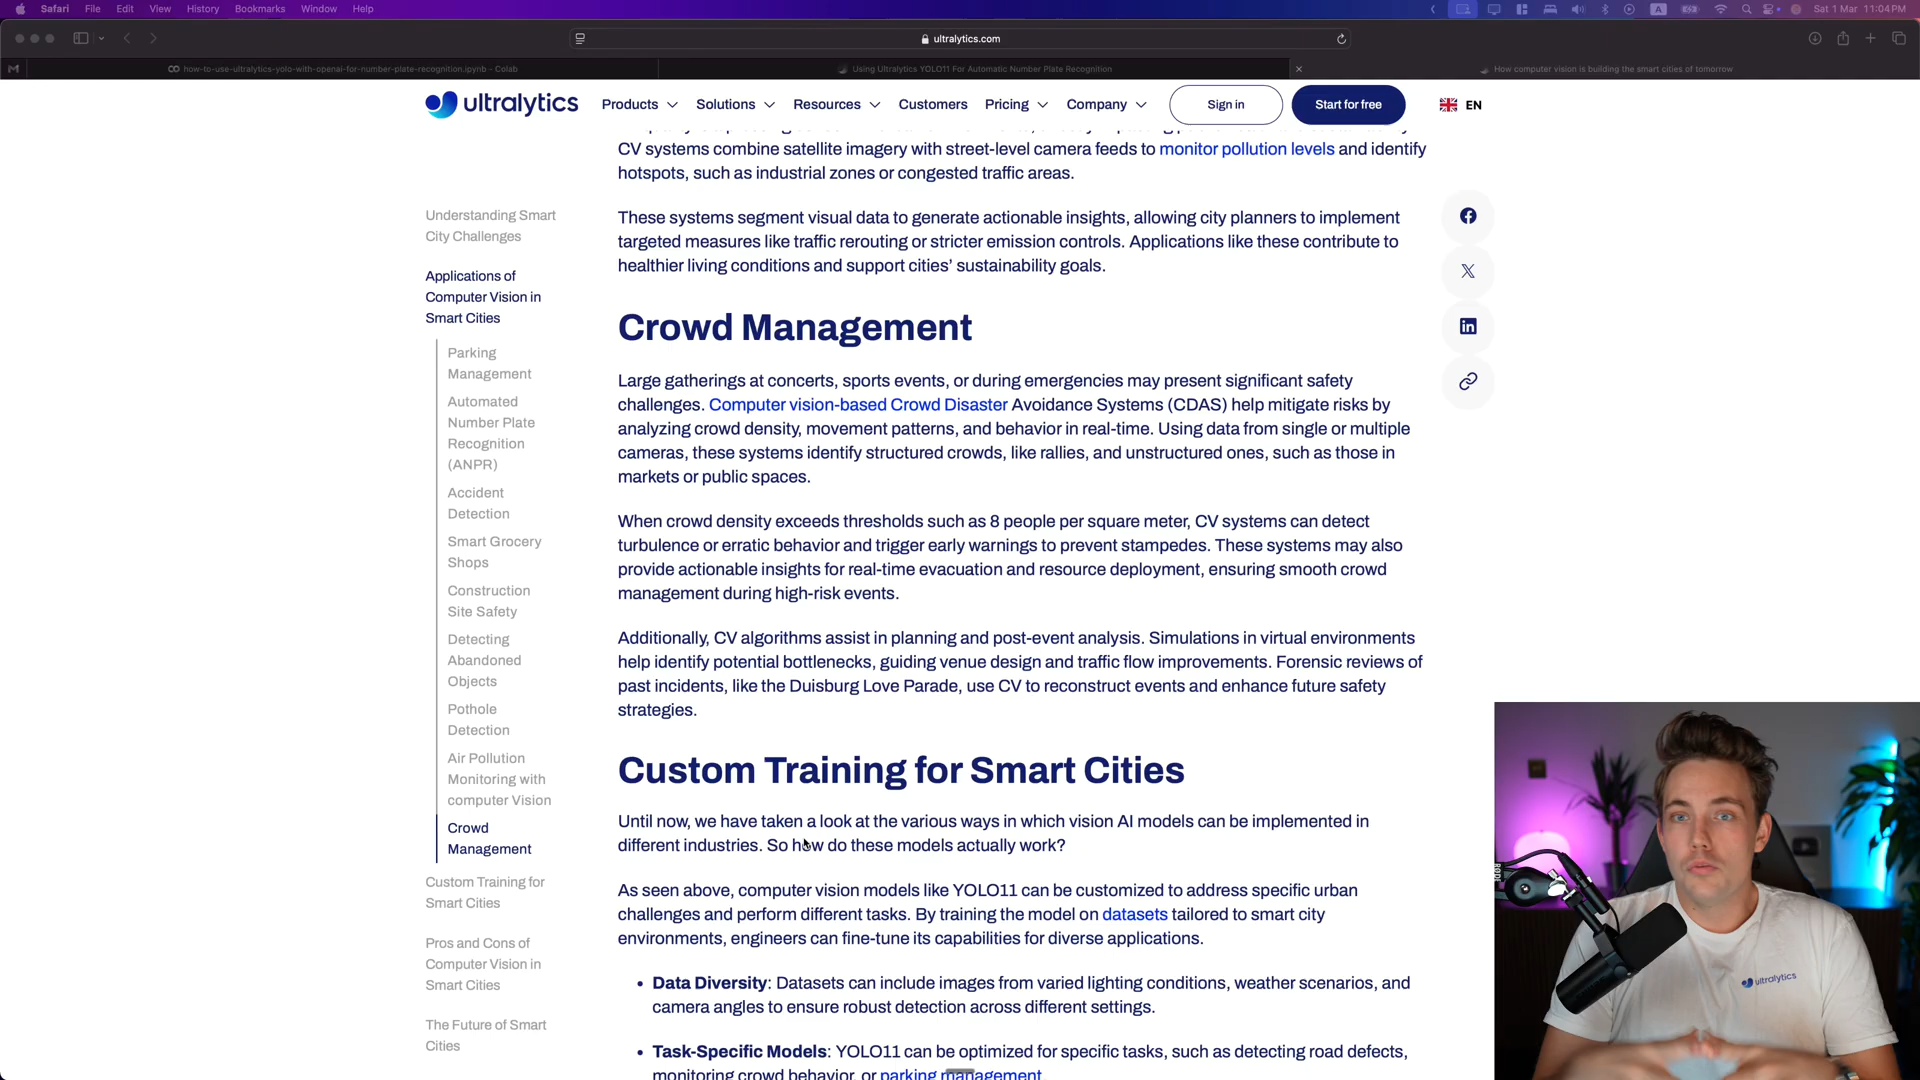 Safari File Edit View History Bookmarks Window Help
Sat 1 Mar 11:04PM
ultralytics.com
how-to-use-ultralytics-yolo-with-openai-for-number-plate-recognition.ipynb - Colab
Using Ultralytics YOLO11 For Automatic Number Plate Recognition
How computer vision is building the smart cities of tomorrow
ultralytics
Products Solutions Resources Customers Pricing Company Sign in Start for free EN
CV systems combine satellite imagery with street-level camera feeds to monitor pollution levels and identify
hotspots, such as industrial zones or congested traffic areas.
These systems segment visual data to generate actionable insights, allowing city planners to implement
targeted measures like traffic rerouting or stricter emission controls. Applications like these contribute to
healthier living conditions and support cities’ sustainability goals.
Crowd Management
Large gatherings at concerts, sports events, or during emergencies may present significant safety
challenges. Computer vision-based Crowd Disaster Avoidance Systems (CDAS) help mitigate risks by
analyzing crowd density, movement patterns, and behavior in real-time. Using data from single or multiple
cameras, these systems identify structured crowds, like rallies, and unstructured ones, such as those in
markets or public spaces.
When crowd density exceeds thresholds such as 8 people per square meter, CV systems can detect
turbulence or erratic behavior and trigger early warnings to prevent stampedes. These systems may also
provide actionable insights for real-time evacuation and resource deployment, ensuring smooth crowd
management during high-risk events.
Additionally, CV algorithms assist in planning and post-event analysis. Simulations in virtual environments
help identify potential bottlenecks, guiding venue design and traffic flow improvements. Forensic reviews of
past incidents, like the Duisburg Love Parade, use CV to reconstruct events and enhance future safety
strategies.
Custom Training for Smart Cities
Until now, we have taken a look at the various ways in which vision AI models can be implemented in
different industries. So how do these models actually work?
As seen above, computer vision models like YOLO11 can be customized to address specific urban
challenges and perform different tasks. By training the model on datasets tailored to smart city
environments, engineers can fine-tune its capabilities for diverse applications.
• Data Diversity: Datasets can include images from varied lighting conditions, weather scenarios, and
camera angles to ensure robust detection across different settings.
• Task-Specific Models: YOLO11 can be optimized for specific tasks, such as detecting road defects,
monitoring crowd behavior, or parking management.
Understanding Smart
City Challenges
Applications of
Computer Vision in
Smart Cities
Parking
Management
Automated
Number Plate
Recognition
(ANPR)
Accident
Detection
Smart Grocery
Shops
Construction
Site Safety
Detecting
Abandoned
Objects
Pothole
Detection
Air Pollution
Monitoring with
computer Vision
Crowd
Management
Custom Training for
Smart Cities
Pros and Cons of
Computer Vision in
Smart Cities
The Future of Smart
Cities
ultralytics